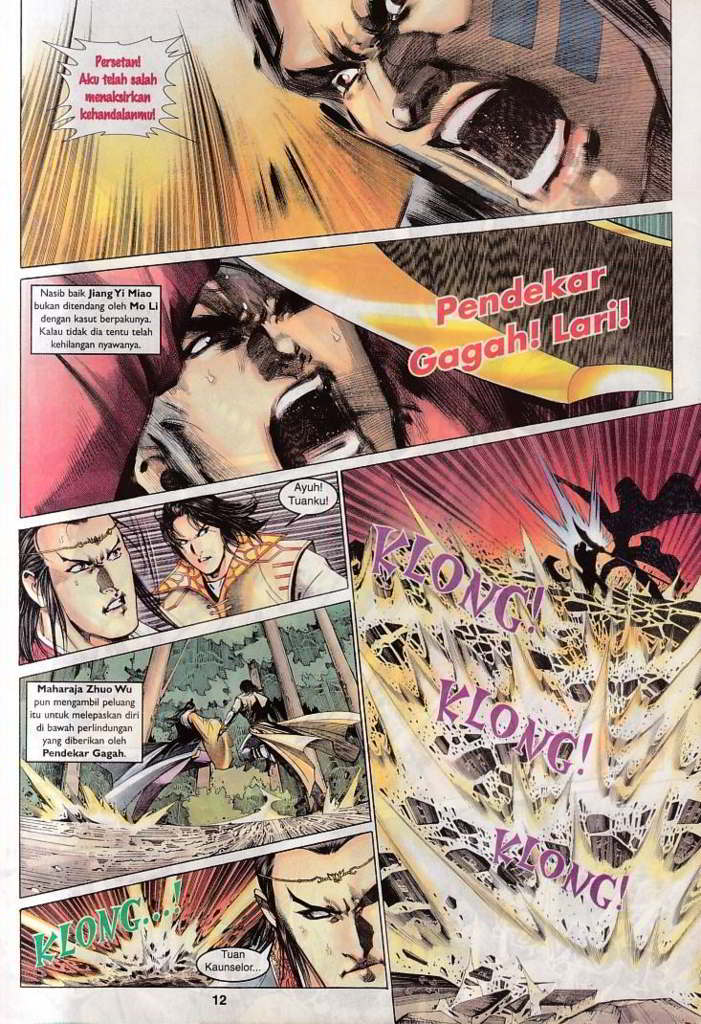 Persetan!
Aku telah salah
menaksirkan
kehandalanmu!
Nasib baik Jiang Yi Miao
bukan ditendang oleh Mo Li
dengan kasut berpakunya.
Kalau tidak dia tentu telah
kehilangan nyawanya.
Pendekar
Gagah! Lari!
Ayuh!
Tuanku!
KLONG!
KLONG!
KLONG!
Maharaja Zhuo Wu
pun mengambil peluang
itu untuk melepaskan diri
di bawah perlindungan
yang diberikan oleh
Pendekar Gagah.
KLONG...!
Tuan
Kaunselor...
12